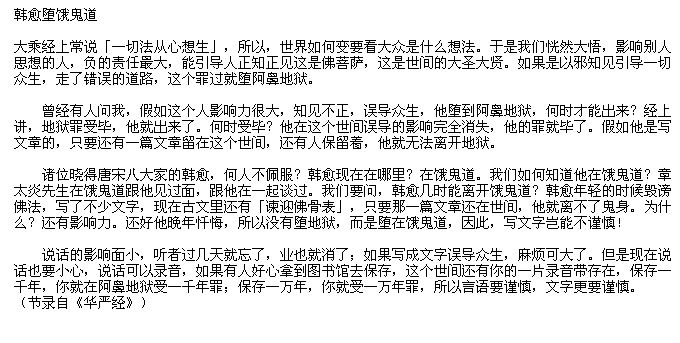 韩愈堕饿鬼道
大乘经上常说「一切法从心想生」，所以，世界如何变要看大众是什么想法。于是我们恍然大悟，影响别人
思想的人，负的责任最大，能引导人正知正见这是佛菩萨，这是世间的大圣大贤。如果是以邪知见引导一切
众生，走了错误的道路，这个罪过就堕阿鼻地狱。
曾经有人问我，假如这个人影响力很大，知见不正，误导众生，他堕到阿鼻地狱，何时才能出来？经上
讲，地狱罪受毕，他就出来了。何时受毕？他在这个世间误导的影响完全消失，他的罪就毕了。假如他是写
文章的，只要还有一篇文章留在这个世间，还有人保留着，他就无法离开地狱。
诸位晓得唐宋八大家的韩愈，何人不佩服？韩愈现在在哪里？在饿鬼道。我们如何知道他在饿鬼道？章
太炎先生在饿鬼道跟他见过面，跟他在一起谈过。我们要问，韩愈几时能离开饿鬼道？韩愈年轻的时候毁谤
佛法，写了不少文字，现在古文里还有「谏迎佛骨表」，只要那一篇文章还在世间，他就离不了鬼身。为什
么？还有影响力。还好他晚年忏悔，所以没有堕地狱，而是堕在饿鬼道，因此，写文字岂能不谨慎！
说话的影响面小，听者过几天就忘了，业也就消了；如果写成文字误导众生，麻烦可大了。但是现在说
话也要小心，说话可以录音，如果有人好心拿到图书馆去保存，这个世间还有你的一片录音带存在，保存一
千年，你就在阿鼻地狱受一千年罪；保存一万年，你就受一万年罪，所以言语要谨慎，文字更要谨慎。
（节录自《华严经》）